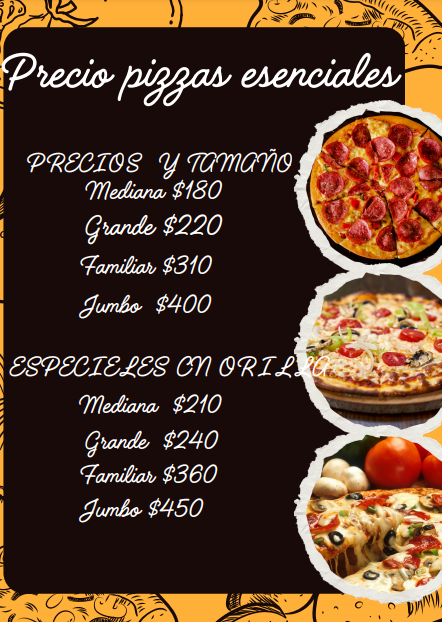 Precio pizzas esenciales
PRECIOS Y TAMAÑO
Mediana $180
Grande $220
Familiar $310
Jumbo $400
ESPECIELES CN ORILLA
Mediana $210
Grande $240
Familiar $360
Jumbo $450